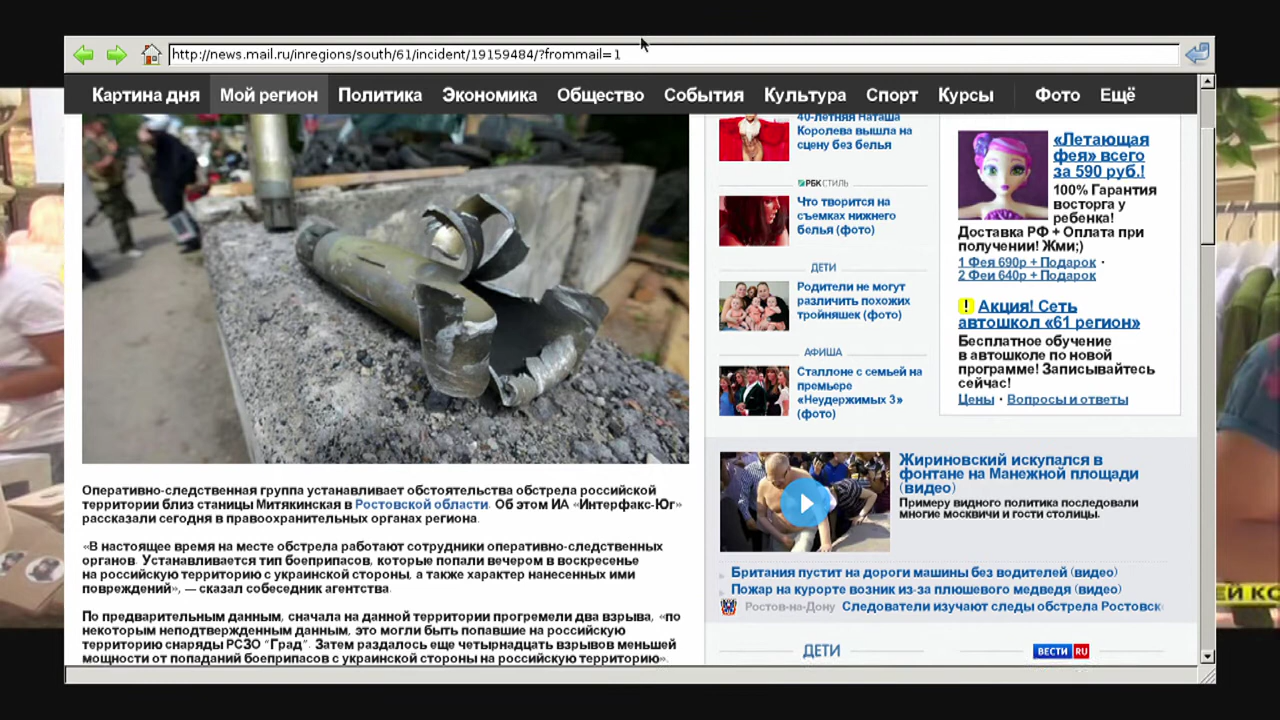 http://news.mail.ru/inregions/south/61/incident/19159484/?frommail=1
Картина дня Мой регион Политика Экономика Общество События Культура Спорт Курсы Фото Ещё
Оперативно-следственная группа устанавливает обстоятельства обстрела российской
территории близ станицы Митякинская в Ростовской области. Об этом ИА «Интерфакс-Юг»
рассказали сегодня в правоохранительных органах региона.
«В настоящее время на месте обстрела работают сотрудники оперативно-следственных
органов. Устанавливается тип боеприпасов, которые попали вечером в воскресенье
на российскую территорию с украинской стороны, а также характер нанесенных ими
повреждений», — сказал собеседник агентства.
По предварительным данным, сначала на данной территории прогремели два взрыва, «по
некоторым неподтвержденным данным, это могли быть попавшие на российскую
территорию снаряды РСЗО "Град". Затем раздалось еще четырнадцать взрывов меньшей
мощности от попаданий боеприпасов с украинской стороны на российскую территорию».
40-летняя Наташа
Королева вышла на
сцену без белья
РБК СТИЛЬ
Что творится на
съемках нижнего
белья (фото)
ДЕТИ
Родители не могут
различить похожих
тройняшек (фото)
АФИША
Сталлоне с семьей на
премьере
«Неудержимых 3»
(фото)
«Летающая
фея» всего
за 590 руб.!
100% Гарантия
восторга у
ребенка!
Доставка РФ + Оплата при
получении! Жми;)
1 Фея 690р + Подарок ·
2 Феи 640р + Подарок
! Акция! Сеть
автошкол «61 регион»
Бесплатное обучение
в автошколе по новой
программе! Записывайтесь
сейчас!
Цены · Вопросы и ответы
Жириновский искупался в
фонтане на Манежной площади
(видео)
Примеру видного политика последовали
многие москвичи и гости столицы.
Британия пустит на дороги машины без водителей (видео)
Пожар на курорте возник из-за плюшевого медведя (видео)
Ростов-на-Дону Следователи изучают следы обстрела Ростовск
ДЕТИ
ВЕСТИ RU